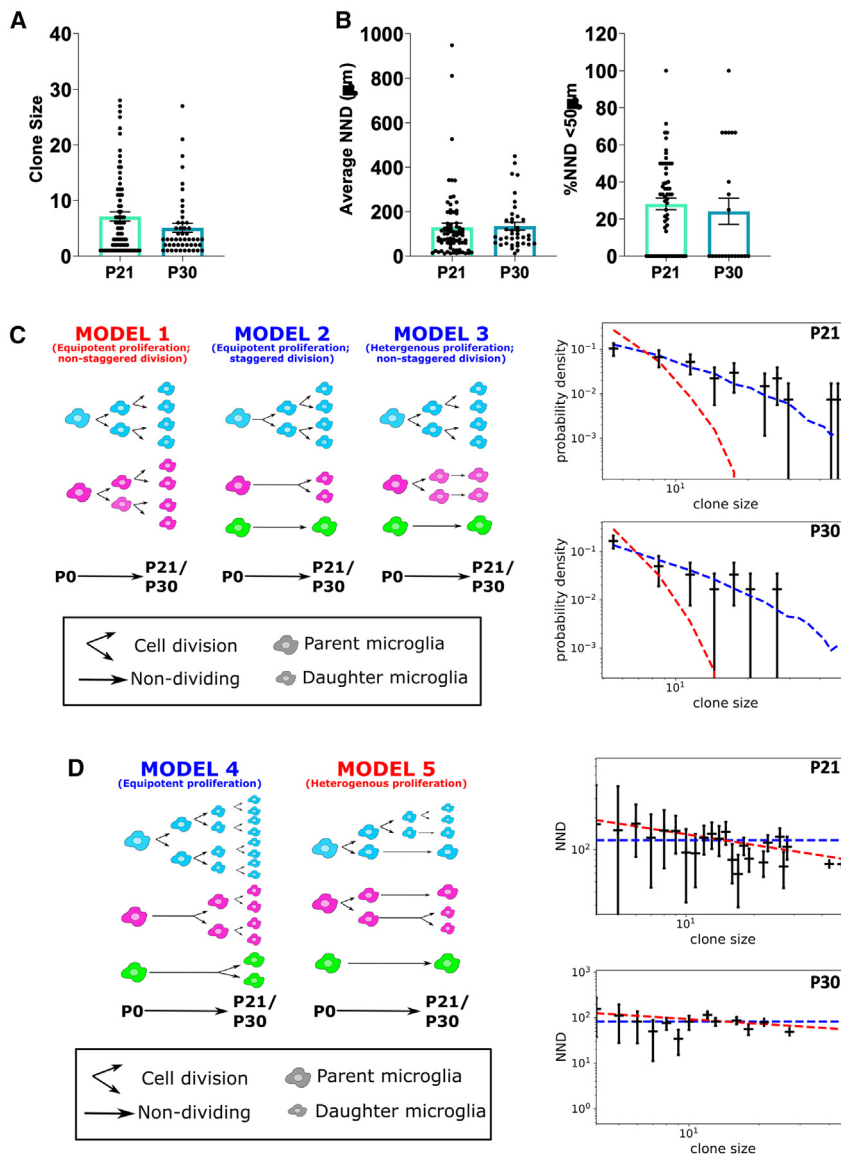 A
Clone Size
40
30
20
10
0
P21
P30
B
Average NND (µm)
1000
800
600
400
200
0
P21
P30
%NND <50µm
120
100
80
60
40
20
0
P21
P30
C
MODEL 1
(Equipotent proliferation;
non-staggered division)
MODEL 2
(Equipotent proliferation;
staggered division)
MODEL 3
(Hetergenous proliferation;
non-staggered division)
P0
P21/
P30
P0
P21/
P30
P0
P21/
P30
Cell division
Parent microglia
Non-dividing
Daughter microglia
P21
probability density
10⁻¹
10⁻²
10⁻³
10¹
clone size
P30
probability density
10⁻¹
10⁻²
10⁻³
10¹
clone size
D
MODEL 4
(Equipotent proliferation)
MODEL 5
(Heterogenous proliferation)
P0
P21/
P30
P0
P21/
P30
Cell division
Parent microglia
Non-dividing
Daughter microglia
P21
NND
10²
10¹
clone size
P30
NND
10³
10²
10¹
10⁰
10¹
clone size